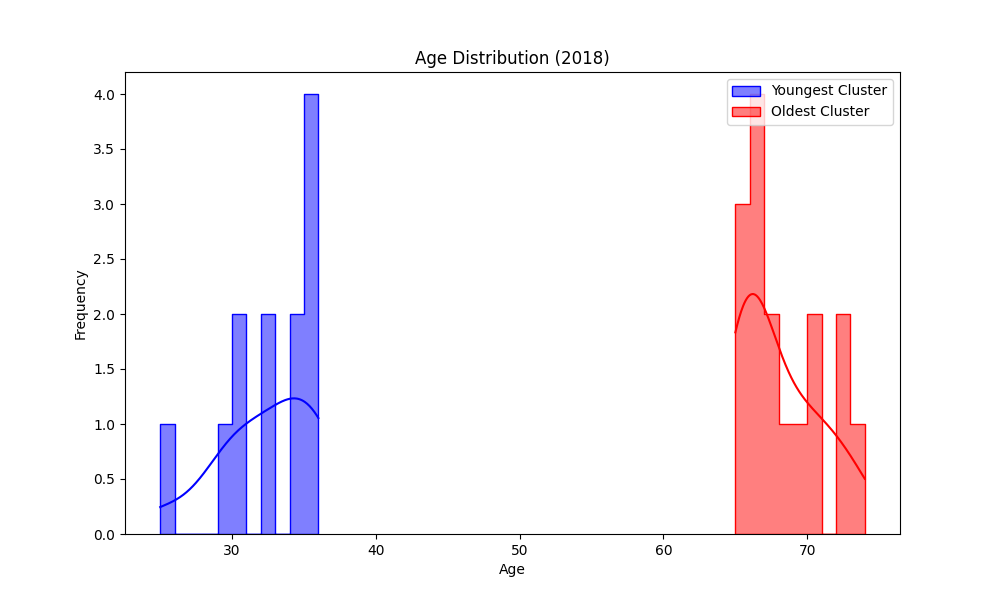 Age Distribution (2018)
Youngest Cluster
Oldest Cluster
4.0
3.5
3.0
2.5
2.0
1.5
1.0
0.5
0.0
Frequency
30 40 50 60 70
Age